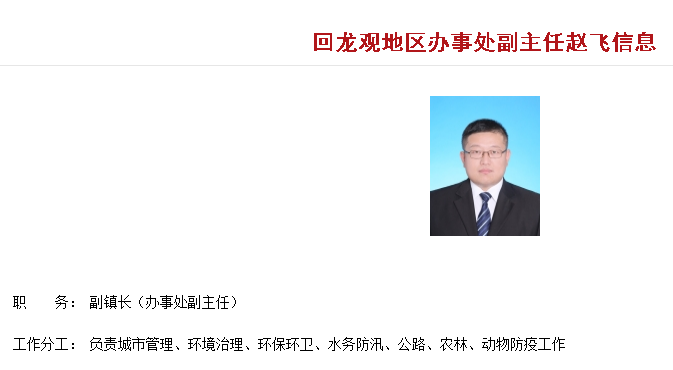 回龙观地区办事处副主任赵飞信息
职　　务： 副镇长（办事处副主任）
工作分工： 负责城市管理、环境治理、环保环卫、水务防汛、公路、农林、动物防疫工作